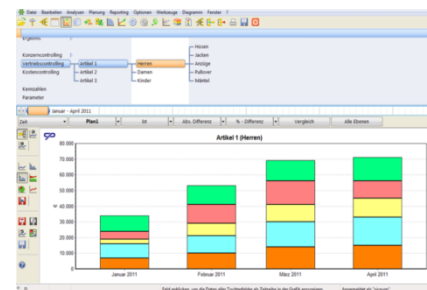 Datei Bearbeiten Analysen Planung Reporting Optionen Werkzeuge Diagramm Fenster ?
Ergebnis
Konzerncontrolling
Vertriebscontrolling
Kostencontrolling
Kennzahlen
Parameter
Artikel 1
Artikel 2
Artikel 3
Herren
Damen
Kinder
Hosen
Jacken
Anzüge
Pullover
Mäntel
Januar - April 2011
Zeit
Plan1
Ist
Abs. Differenz
% - Differenz
Vergleich
Alle Ebenen
Artikel 1 (Herren)
80.000
70.000
60.000
50.000
40.000
30.000
20.000
10.000
0
€
Januar 2011
Februar 2011
März 2011
April 2011